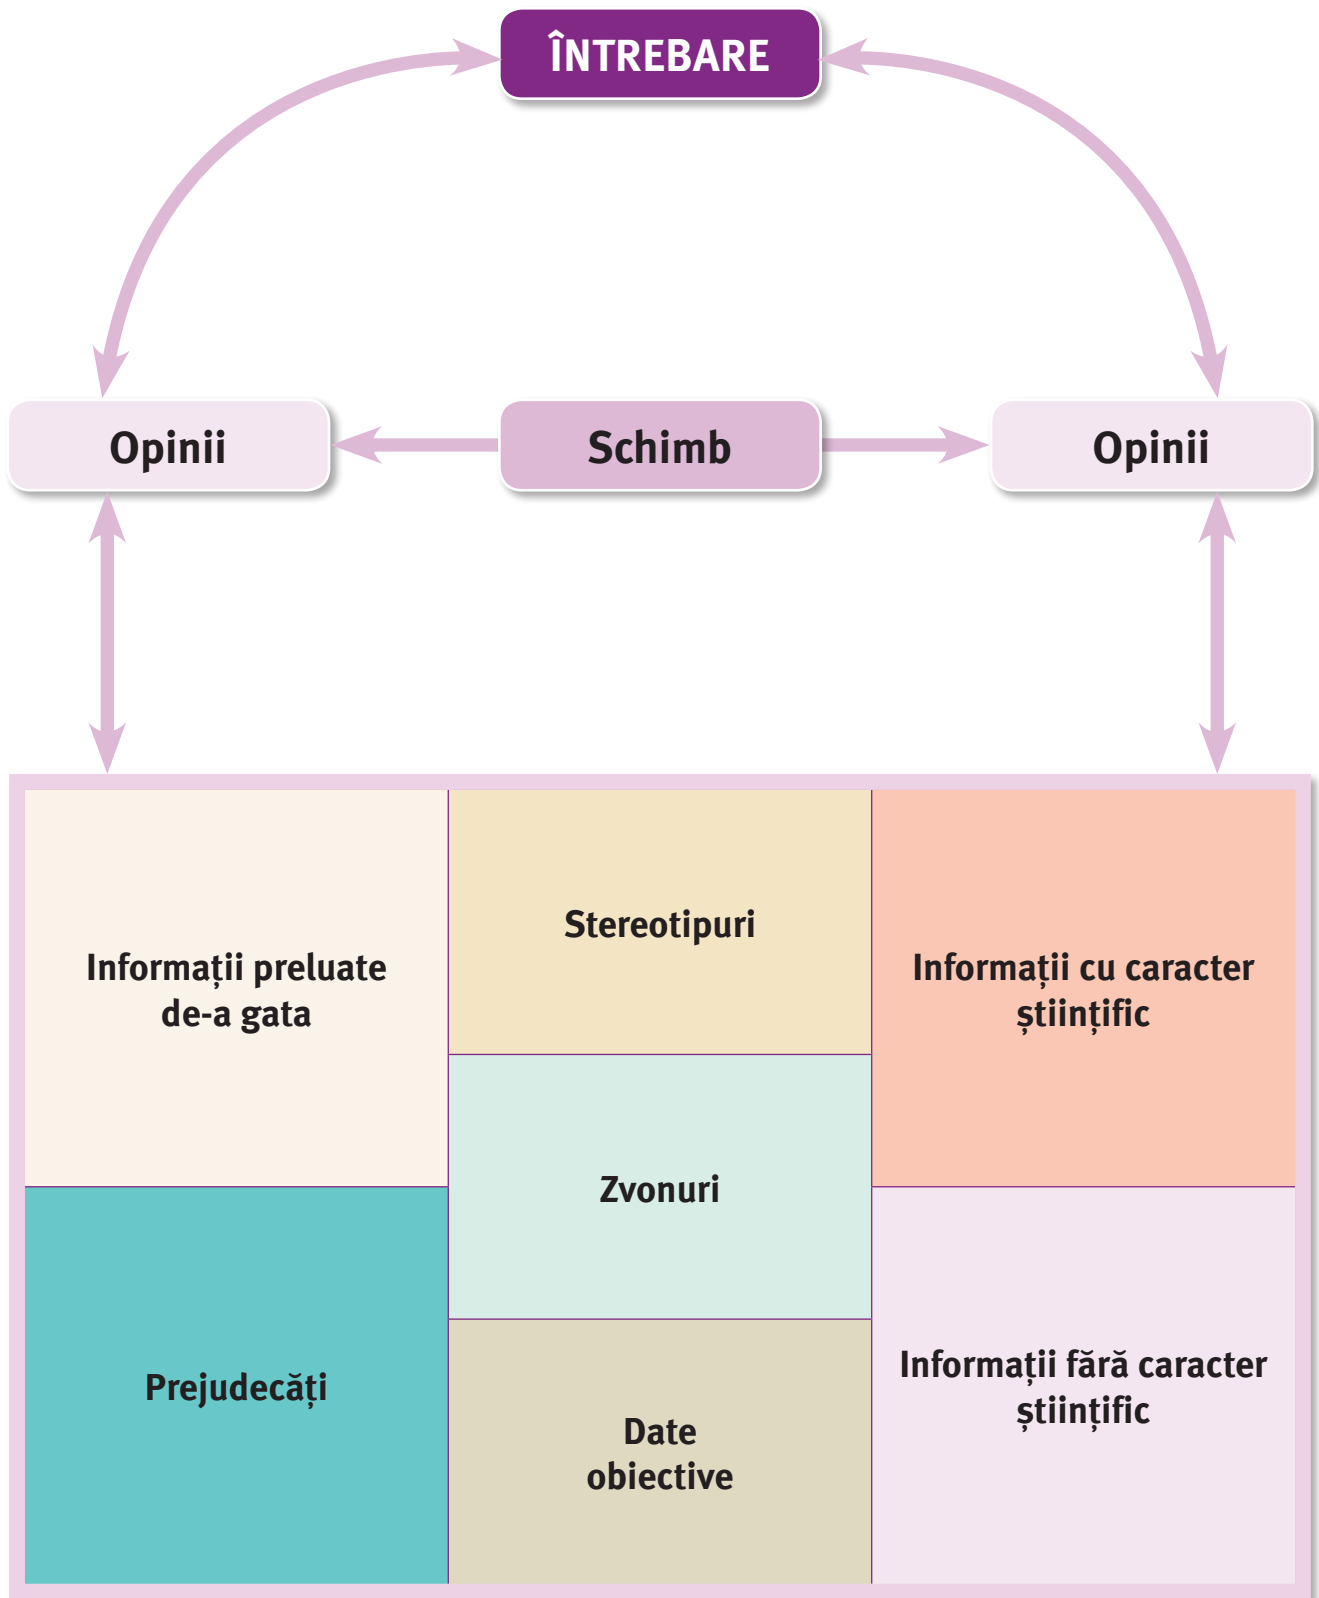 ÎNTREBARE
Opinii
Schimb
Opinii
Informații preluate
de-a gata
Stereotipuri
Informații cu caracter
științific
Zvonuri
Prejudecăți
Date
obiective
Informații fără caracter
științific